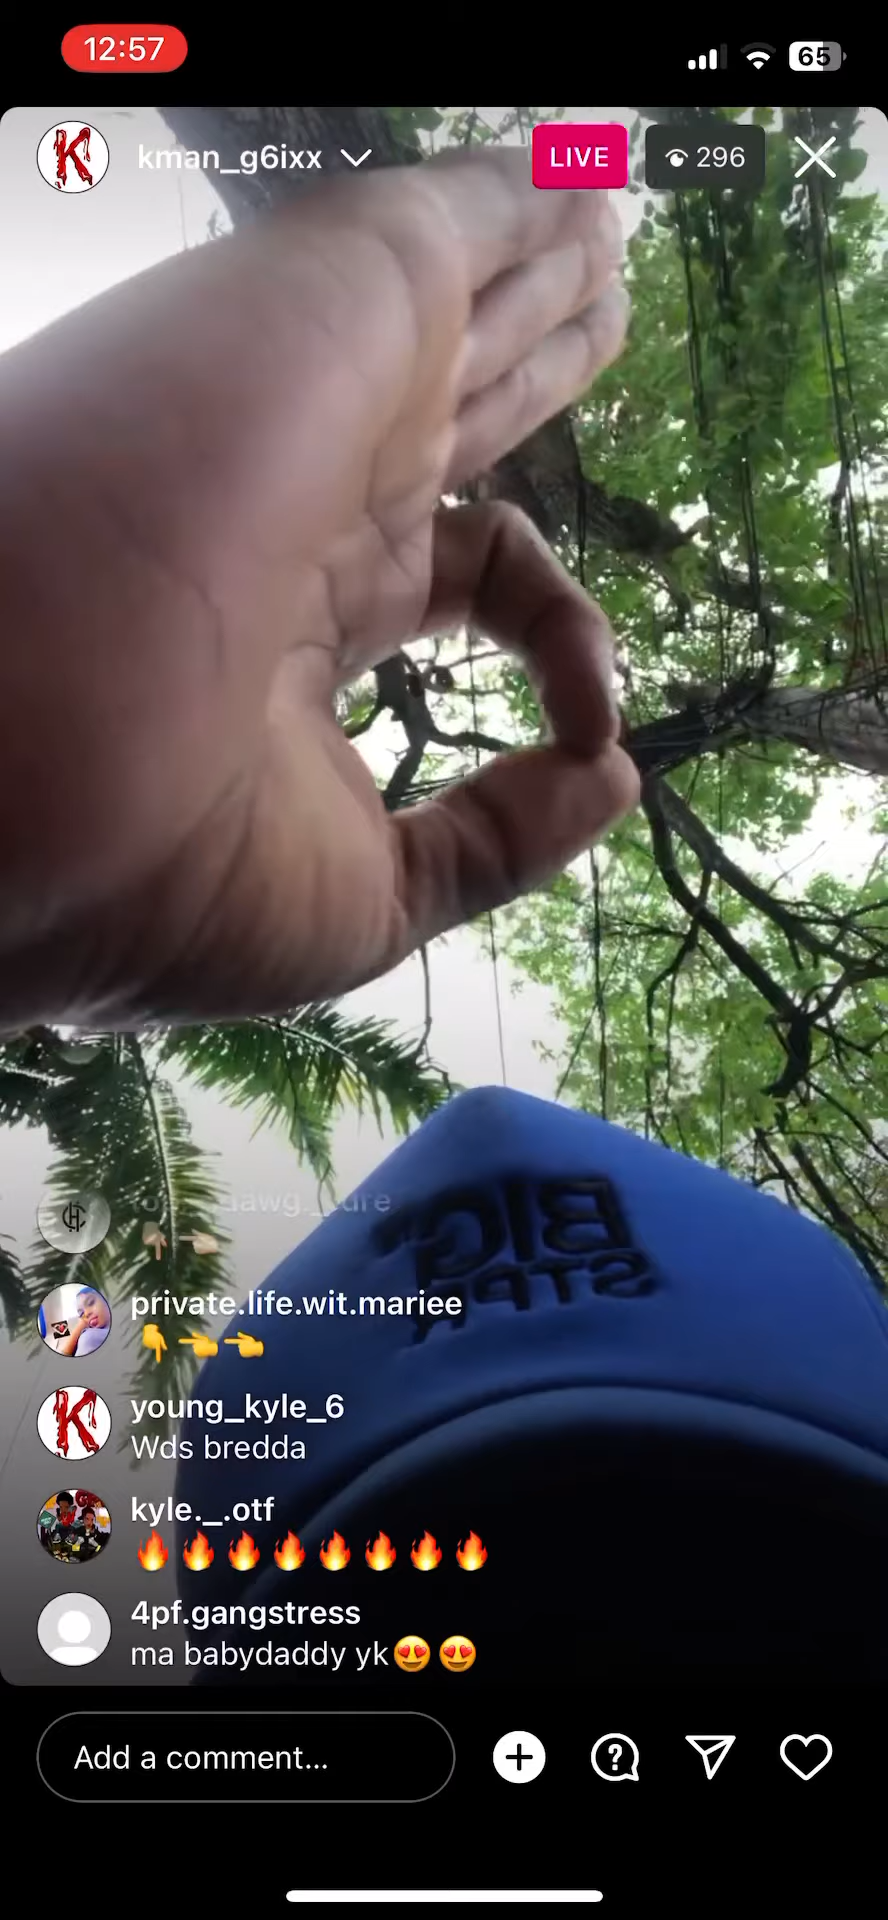 12:57
65
kman_g6ixx
LIVE
296
private.life.wit.mariee
👇👈👈
young_kyle_6
Wds bredda
kyle._.otf
🔥🔥🔥🔥🔥🔥🔥🔥
4pf.gangstress
ma babydaddy yk😍😍
Add a comment...
BIG
STPR